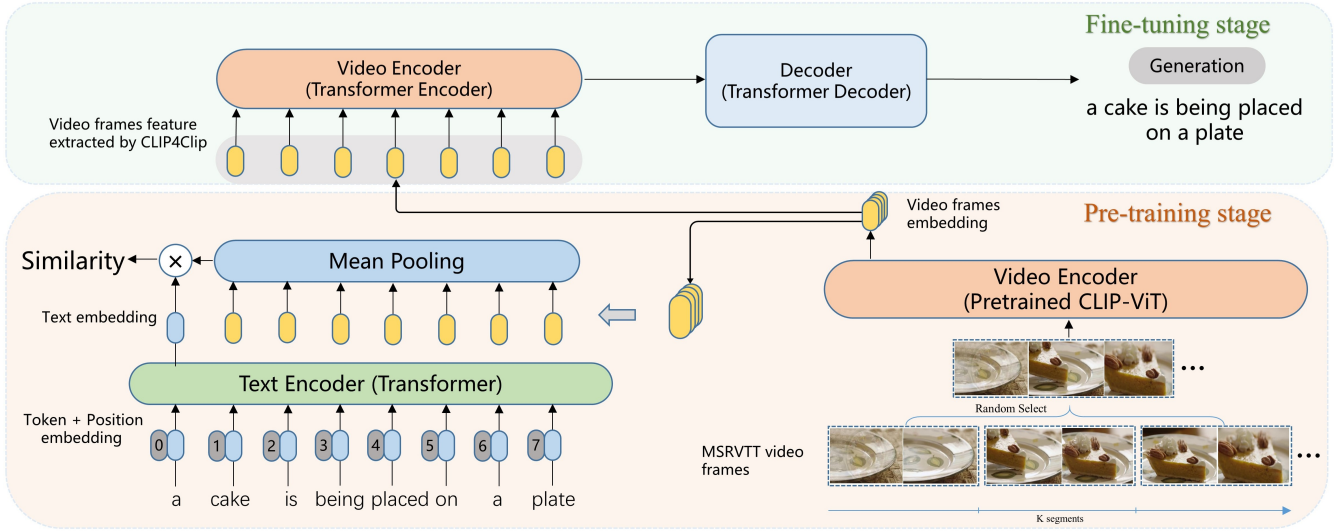 Fine-tuning stage
Video Encoder
(Transformer Encoder)
Decoder
(Transformer Decoder)
Generation
a cake is being placed
on a plate
Video frames feature
extracted by CLIP4Clip
Pre-training stage
Video frames
embedding
Similarity
×
Mean Pooling
Video Encoder
(Pretrained CLIP-ViT)
Text embedding
Text Encoder (Transformer)
...
Random Select
Token + Position
embedding
0 1 2 3 4 5 6 7
MSRVTT video
frames
...
a cake is being placed on a plate
K segments